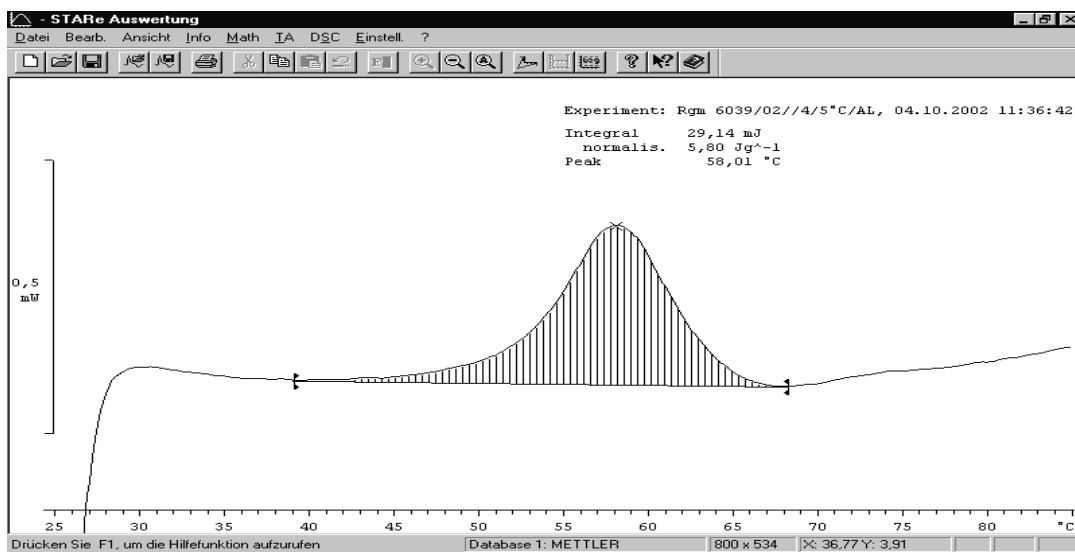 - STARe Auswertung
Datei Bearb. Ansicht Info Math TA DSC Einstell. ?
Experiment: Rgm 6039/02//4/5°C/AL, 04.10.2002 11:36:42
Integral 29,14 mJ
normalis. 5,80 Jg^-1
Peak 58,01 °C
0,5
mW
25 30 35 40 45 50 55 60 65 70 75 80 °C
Drücken Sie F1, um die Hilfefunktion aufzurufen Database 1: METTLER 800 x 534 X: 36,77 Y: 3,91